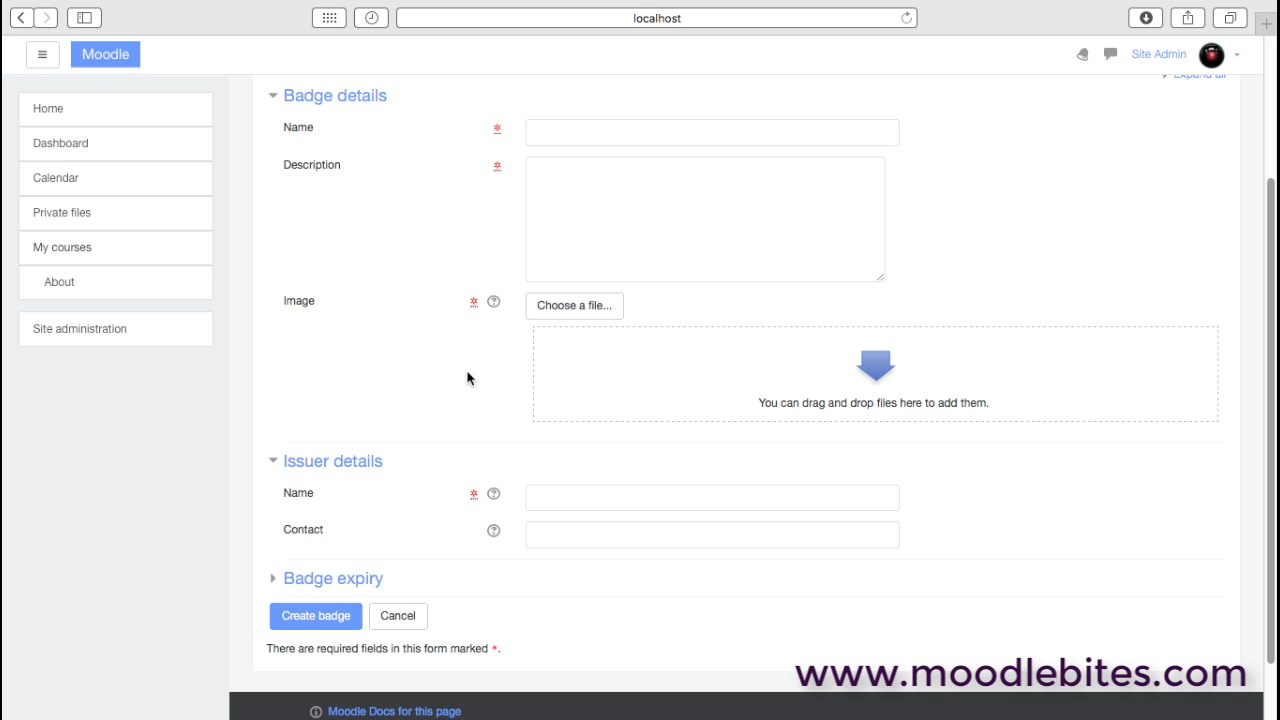 localhost
Moodle
Site Admin
Expand all
Home
Dashboard
Calendar
Private files
My courses
About
Site administration
Badge details
Name
Description
Image
Choose a file...
You can drag and drop files here to add them.
Issuer details
Name
Contact
Badge expiry
Create badge
Cancel
There are required fields in this form marked *.
www.moodlebites.com
Moodle Docs for this page